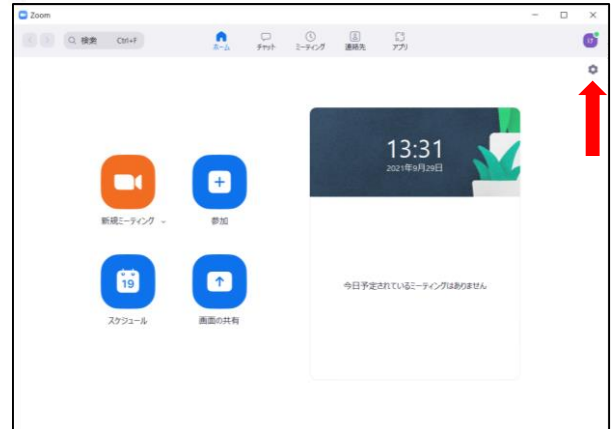 Zoom
検索 Ctrl+F
ホーム
チャット
ミーティング
連絡先
アプリ
IT
13:31
2021年9月29日
新規ミーティング
参加
19
スケジュール
画面の共有
今日予定されているミーティングはありません